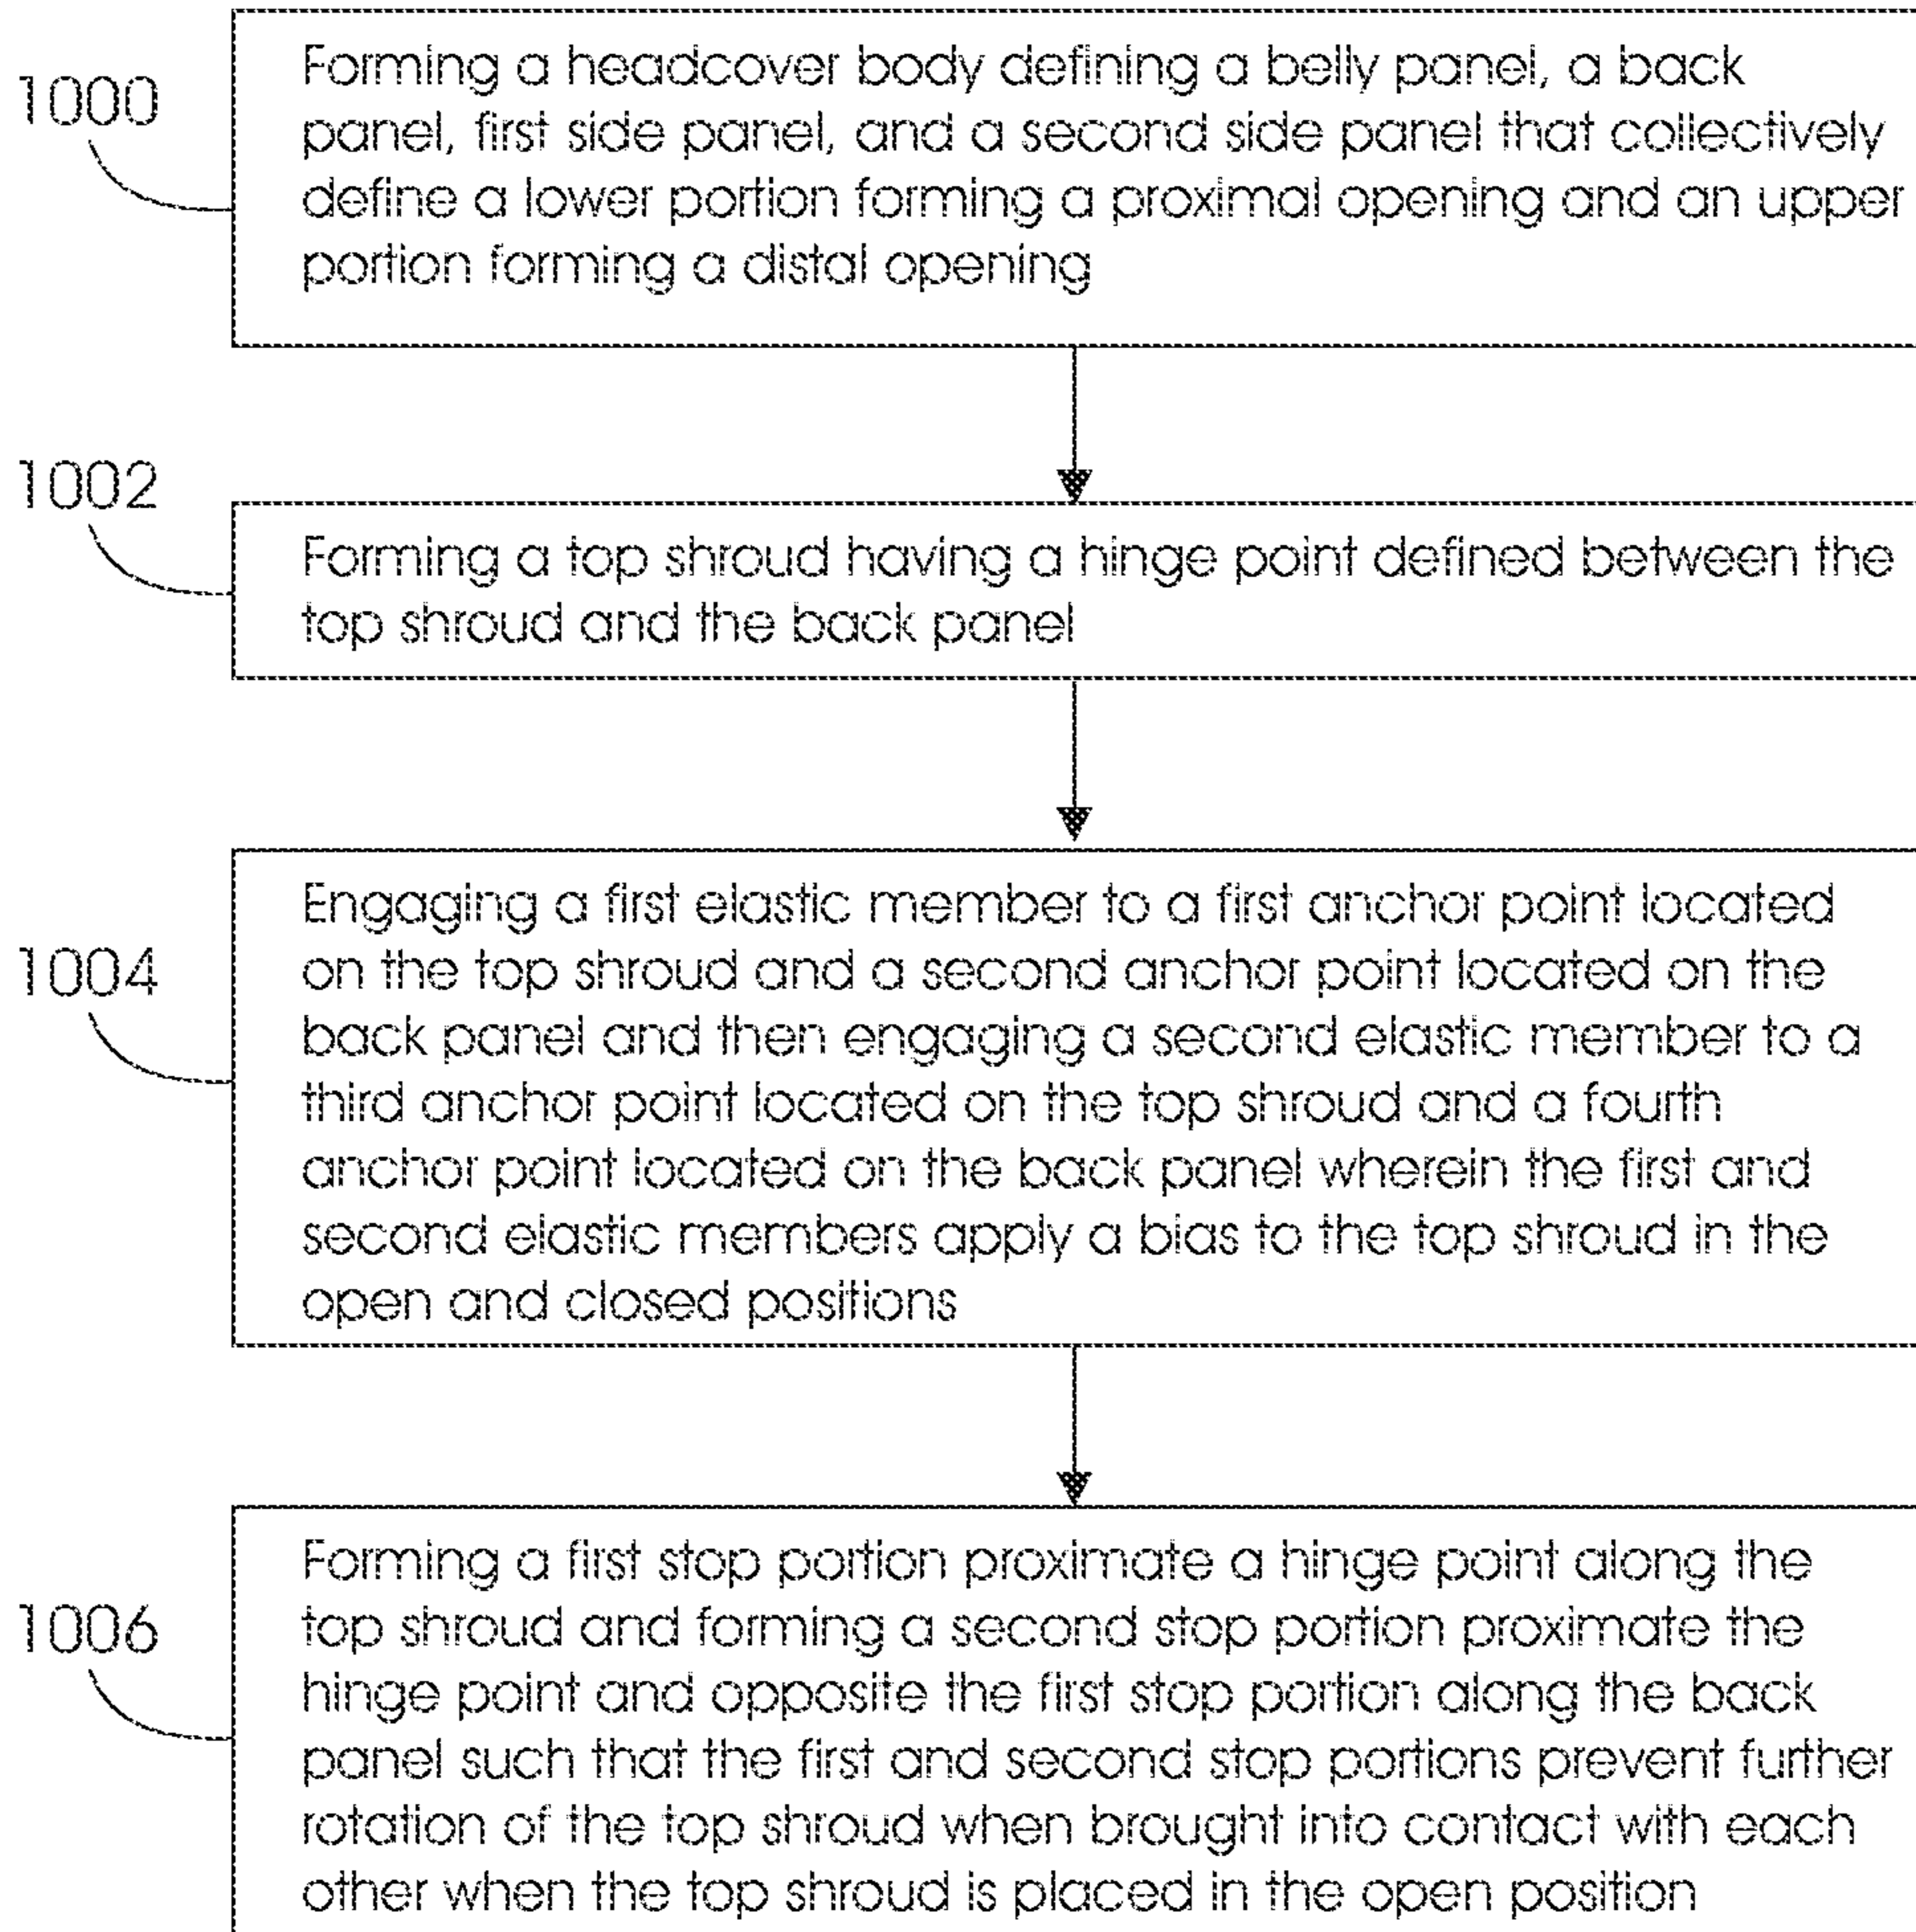 1000
Forming a headcover body defining a belly panel, a back
panel, first side panel, and a second side panel that collectively
define a lower portion forming a proximal opening and an upper
portion forming a distal opening
1002
Forming a top shroud having a hinge point defined between the
top shroud and the back panel
1004
Engaging a first elastic member to a first anchor point located
on the top shroud and a second anchor point located on the
back panel and then engaging a second elastic member to a
third anchor point located on the top shroud and a fourth
anchor point located on the back panel wherein the first and
second elastic members apply a bias to the top shroud in the
open and closed positions
1006
Forming a first stop portion proximate a hinge point along the
top shroud and forming a second stop portion proximate the
hinge point and opposite the first stop portion along the back
panel such that the first and second stop portions prevent further
rotation of the top shroud when brought into contact with each
other when the top shroud is placed in the open position